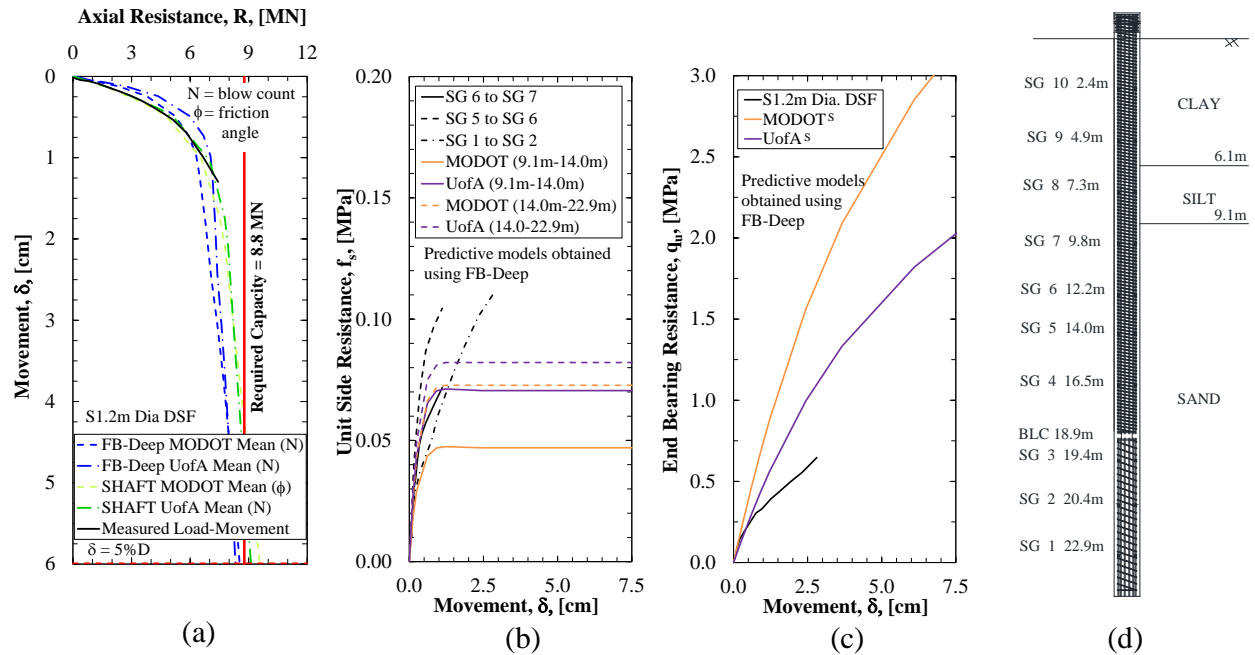 Axial Resistance, R, [MN]
0 3 6 9 12
0
1
2
3
4
5
6
Movement, δ, [cm]
N = blow count
ϕ = friction
angle
Required Capacity = 8.8 MN
S1.2m Dia DSF
FB-Deep MODOT Mean (N)
FB-Deep UofA Mean (N)
SHAFT MODOT Mean (ϕ)
SHAFT UofA Mean (N)
Measured Load-Movement
δ = 5%D
(a)
0.20
0.15
0.10
0.05
0.00
Unit Side Resistance, fs, [MPa]
SG 6 to SG 7
SG 5 to SG 6
SG 1 to SG 2
MODOT (9.1m-14.0m)
UofA (9.1m-14.0m)
MODOT (14.0m-22.9m)
UofA (14.0-22.9m)
Predictive models obtained
using FB-Deep
0.0 2.5 5.0 7.5
Movement, δ, [cm]
(b)
3.0
2.5
2.0
1.5
1.0
0.5
0.0
End Bearing Resistance, qu, [MPa]
S1.2m Dia. DSF
MODOT S
UofA S
Predictive models
obtained using
FB-Deep
0.0 2.5 5.0 7.5
Movement, δ, [cm]
(c)
SG 10 2.4m
SG 9 4.9m
SG 8 7.3m
SG 7 9.8m
SG 6 12.2m
SG 5 14.0m
SG 4 16.5m
BLC 18.9m
SG 3 19.4m
SG 2 20.4m
SG 1 22.9m
CLAY
6.1m
SILT
9.1m
SAND
(d)